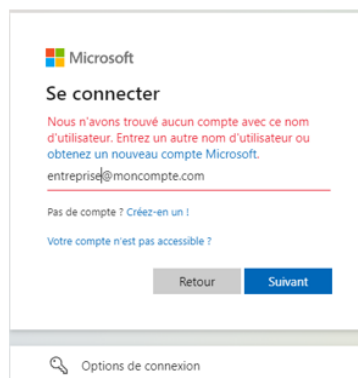 Microsoft
Se connecter
Nous n'avons trouvé aucun compte avec ce nom
d'utilisateur. Entrez un autre nom d'utilisateur ou
obtenez un nouveau compte Microsoft.
entreprise@moncompte.com
Pas de compte ? Créez-en un !
Votre compte n'est pas accessible ?
Retour
Suivant
Options de connexion